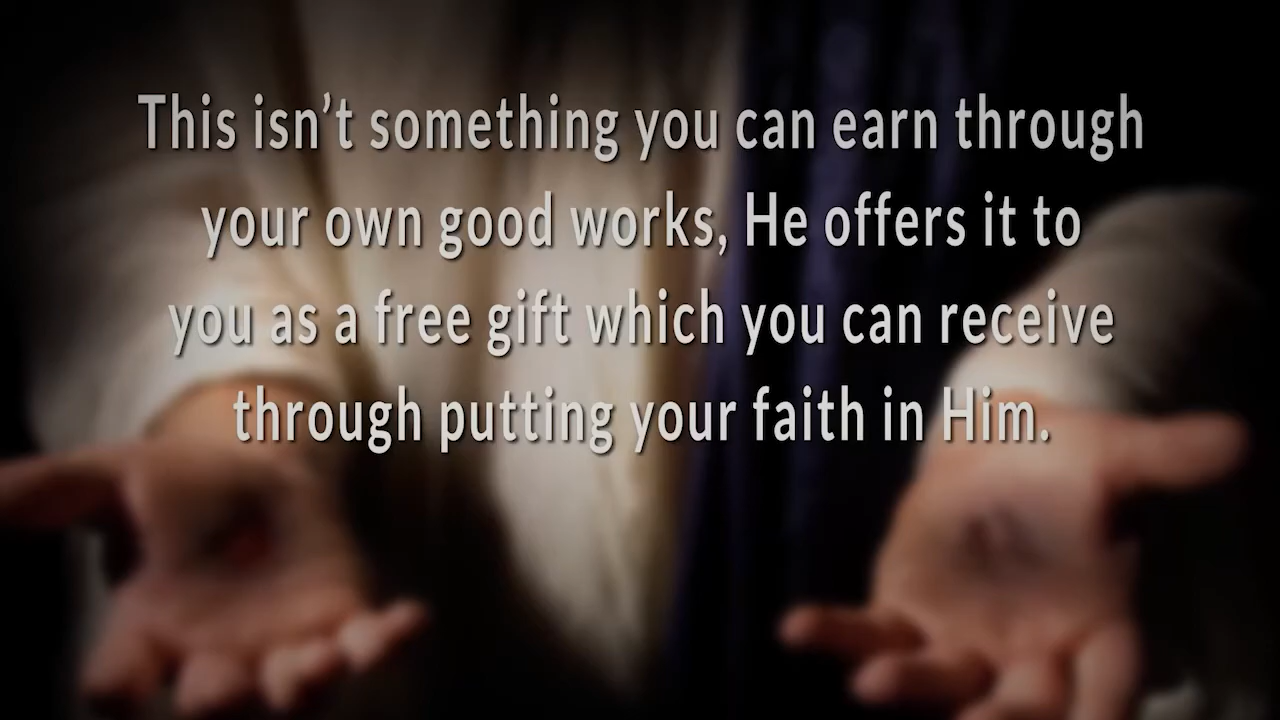 This isn’t something you can earn through
your own good works, He offers it to
you as a free gift which you can receive
through putting your faith in Him.